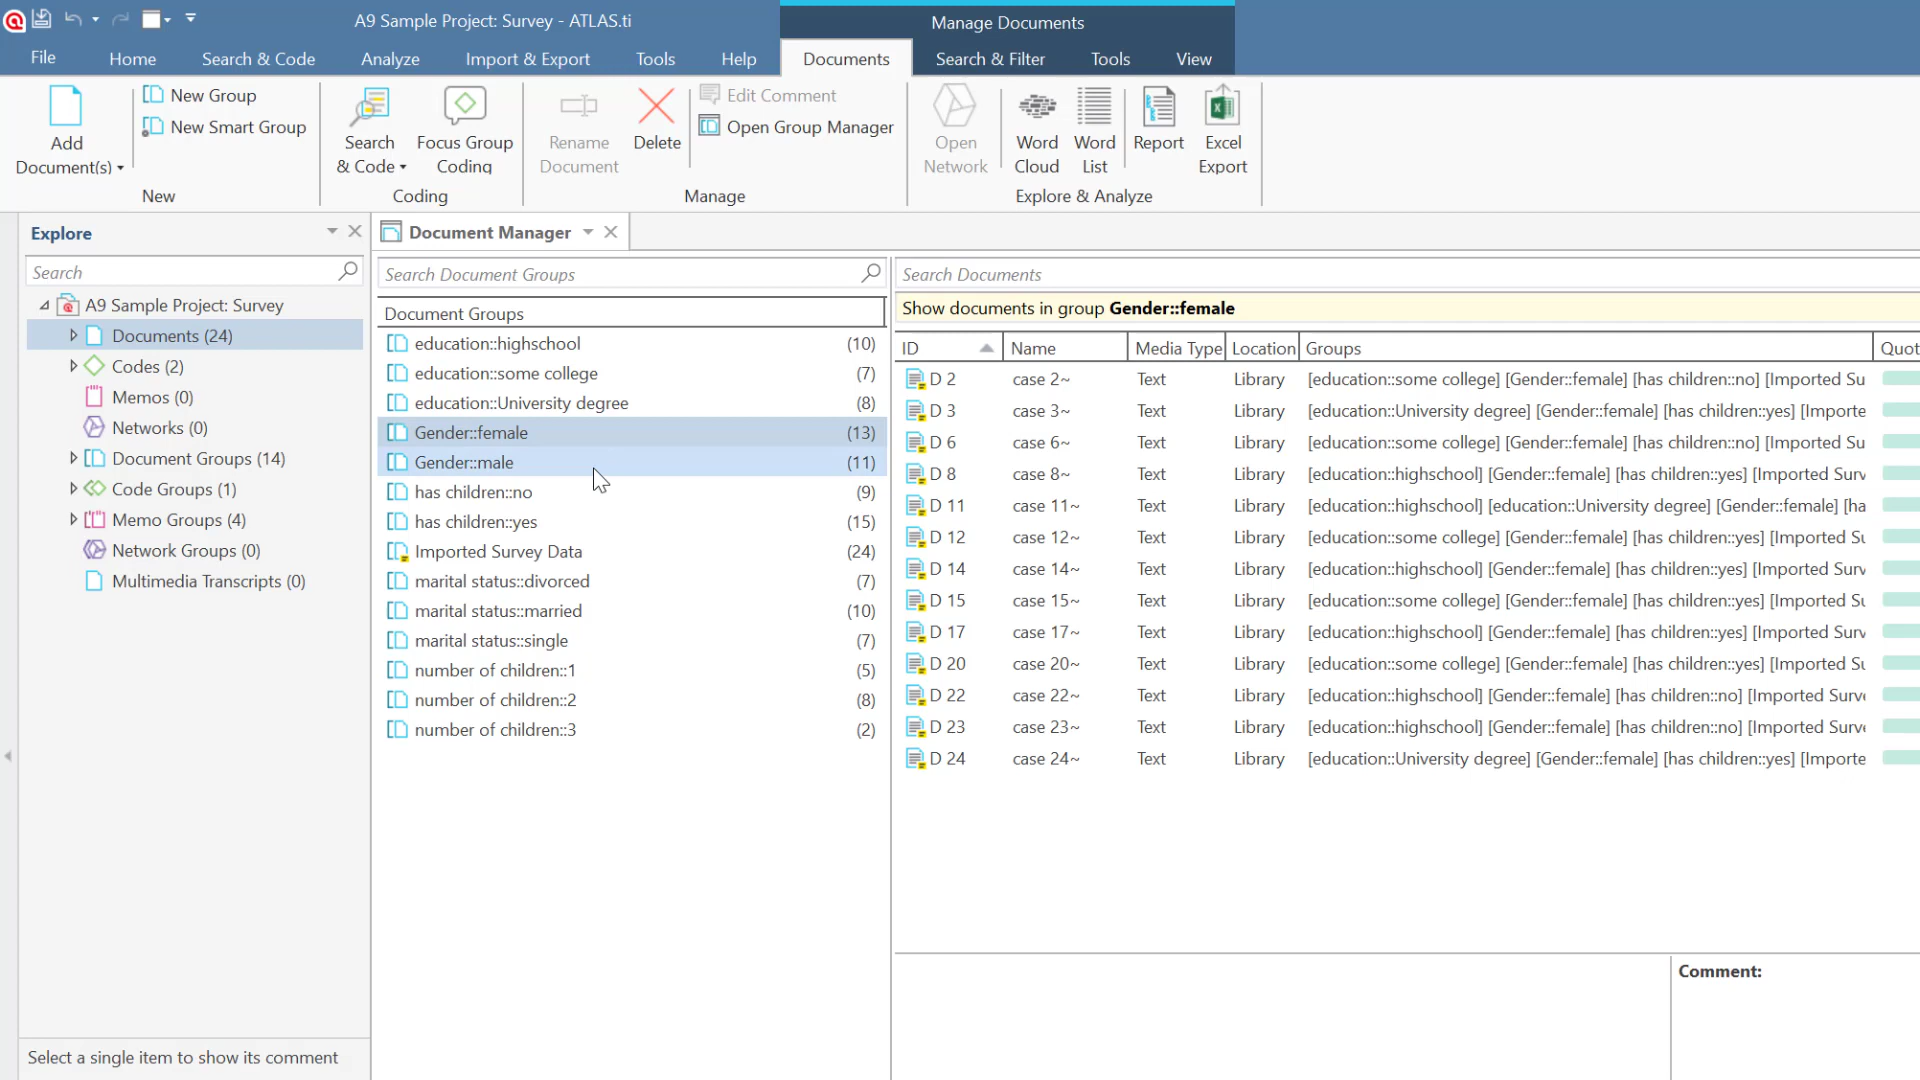 A9 Sample Project: Survey - ATLAS.ti
Manage Documents
File
Home
Search & Code
Analyze
Import & Export
Tools
Help
Documents
Search & Filter
Tools
View
Add
Document(s)
New Group
New Smart Group
New
Search
& Code
Focus Group
Coding
Coding
Rename
Document
Delete
Edit Comment
Open Group Manager
Manage
Open
Network
Word
Cloud
Word
List
Report
Excel
Export
Explore & Analyze
Explore
Search
A9 Sample Project: Survey
Documents (24)
Codes (2)
Memos (0)
Networks (0)
Document Groups (14)
Code Groups (1)
Memo Groups (4)
Network Groups (0)
Multimedia Transcripts (0)
Select a single item to show its comment
Document Manager
Search Document Groups
Document Groups
education::highschool (10)
education::some college (7)
education::University degree (8)
Gender::female (13)
Gender::male (11)
has children::no (9)
has children::yes (15)
Imported Survey Data (24)
marital status::divorced (7)
marital status::married (10)
marital status::single (7)
number of children::1 (5)
number of children::2 (8)
number of children::3 (2)
Search Documents
Show documents in group Gender::female
ID Name Media Type Location Groups Quot
D 2 case 2~ Text Library [education::some college] [Gender::female] [has children::no] [Imported Su
D 3 case 3~ Text Library [education::University degree] [Gender::female] [has children::yes] [Importe
D 6 case 6~ Text Library [education::some college] [Gender::female] [has children::no] [Imported Su
D 8 case 8~ Text Library [education::highschool] [Gender::female] [has children::yes] [Imported Surv
D 11 case 11~ Text Library [education::highschool] [education::University degree] [Gender::female] [ha
D 12 case 12~ Text Library [education::some college] [Gender::female] [has children::yes] [Imported Su
D 14 case 14~ Text Library [education::highschool] [Gender::female] [has children::yes] [Imported Surv
D 15 case 15~ Text Library [education::some college] [Gender::female] [has children::yes] [Imported Su
D 17 case 17~ Text Library [education::highschool] [Gender::female] [has children::yes] [Imported Surv
D 20 case 20~ Text Library [education::some college] [Gender::female] [has children::yes] [Imported Su
D 22 case 22~ Text Library [education::highschool] [Gender::female] [has children::no] [Imported Surve
D 23 case 23~ Text Library [education::highschool] [Gender::female] [has children::no] [Imported Surve
D 24 case 24~ Text Library [education::University degree] [Gender::female] [has children::yes] [Importe
Comment: